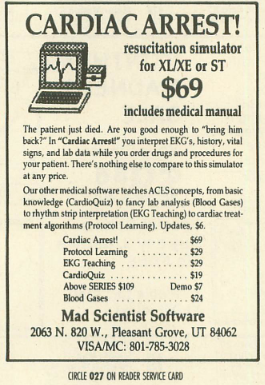 CARDIAC ARREST!
resucitation simulator
for XL/XE or ST
$69
includes medical manual
The patient just died. Are you good enough to "bring him
back?" In "Cardiac Arrest!" you interpret EKG's, history, vital
signs, and lab data while you order drugs and procedures for
your patient. There's nothing else to compare to this simulator
at any price.
Our other medical software teaches ACLS concepts, from basic
knowledge (CardioQuiz) to fancy lab analysis (Blood Gases)
to rhythm strip interpretation (EKG Teaching) to cardiac treat-
ment algorithms (Protocol Learning). Updates, $6.
Cardiac Arrest! . . . . . . . . . . . $69
Protocol Learning . . . . . . . . . $29
EKG Teaching . . . . . . . . . . . . $29
CardioQuiz . . . . . . . . . . . . . . $19
Above SERIES $109 Demo $7
Blood Gases . . . . . . . . . . . . . $24
Mad Scientist Software
2063 N. 820 W., Pleasant Grove, UT 84062
VISA/MC: 801-785-3028
CIRCLE 027 ON READER SERVICE CARD